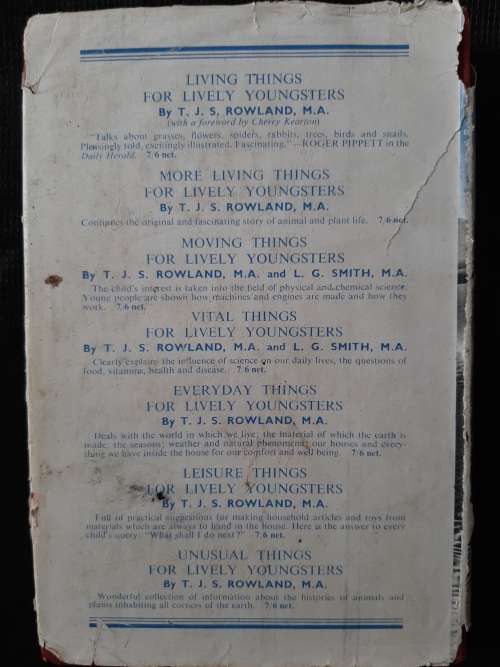 LIVING THINGS
FOR LIVELY YOUNGSTERS
By T. J. S. ROWLAND, M.A.
(with a foreword by Cherry Kearton)
"Talks about grasses, flowers, spiders, rabbits, trees, birds and snails.
Pleasingly told, excitingly illustrated. Fascinating."—ROGER PIPPETT in the
Daily Herald. 7/6 net.
MORE LIVING THINGS
FOR LIVELY YOUNGSTERS
By T. J. S. ROWLAND, M.A.
Continues the original and fascinating story of animal and plant life. 7/6 net.
MOVING THINGS
FOR LIVELY YOUNGSTERS
By T. J. S. ROWLAND, M.A. and L. G. SMITH, M.A.
The child's interest is taken into the field of physical and chemical science.
Young people are shown how machines and engines are made and how they
work. 7/6 net.
VITAL THINGS
FOR LIVELY YOUNGSTERS
By T. J. S. ROWLAND, M.A. and L. G. SMITH, M.A.
Clearly explains the influence of science on our daily lives, the questions of
food, vitamins, health and disease. 7/6 net.
EVERYDAY THINGS
FOR LIVELY YOUNGSTERS
By T. J. S. ROWLAND, M.A.
Deals with the world in which we live; the material of which the earth is
made; the seasons; weather and natural phenomena; our houses and every-
thing we have inside the house for our comfort and well being. 7/6 net.
LEISURE THINGS
FOR LIVELY YOUNGSTERS
By T. J. S. ROWLAND, M.A.
Full of practical suggestions for making household articles and toys from
materials which are always to hand in the house. Here is the answer to every
child's query: "What shall I do next?" 7/6 net.
UNUSUAL THINGS
FOR LIVELY YOUNGSTERS
By T. J. S. ROWLAND, M.A.
Wonderful collection of information about the histories of animals and
plants inhabiting all corners of the earth. 7/6 net.